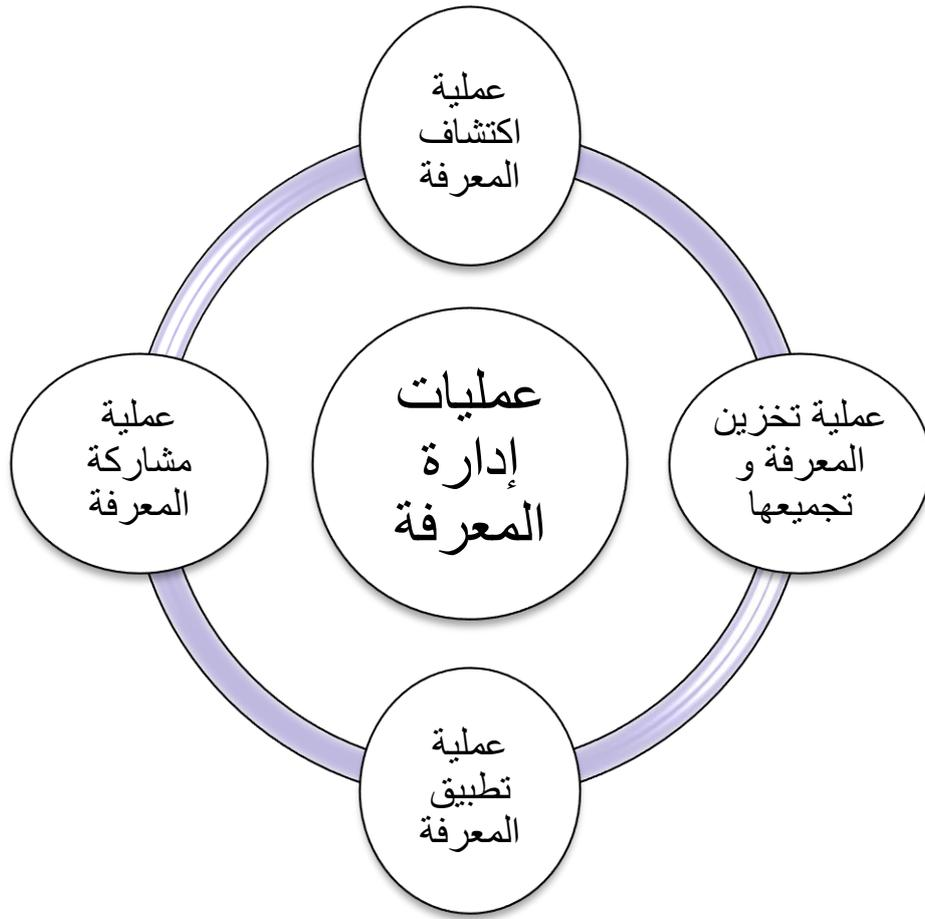 عملية
اكتشاف
المعرفة
عملية تخزين
المعرفة و
تجميعها
عمليات
إدارة
المعرفة
عملية
مشاركة
المعرفة
عملية
تطبيق
المعرفة